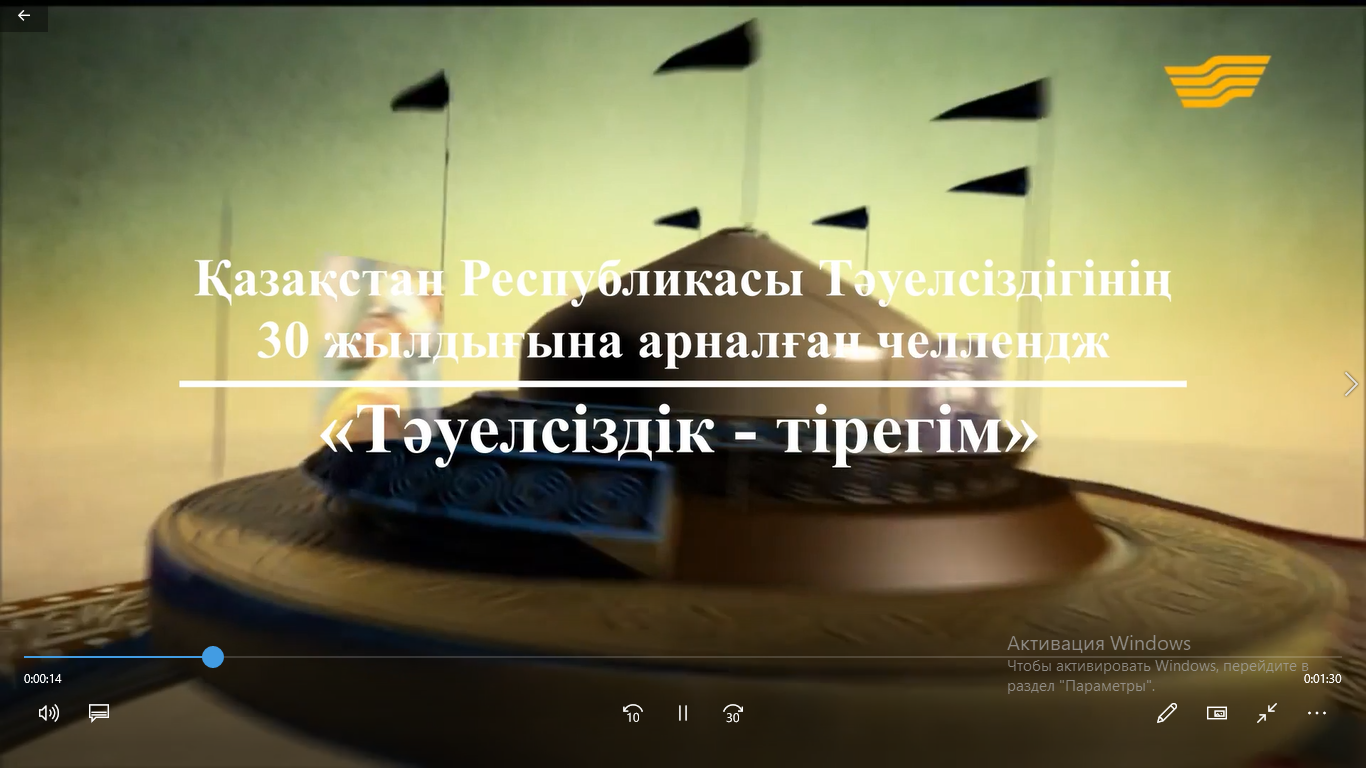 Қазақстан Республикасы Тәуелсіздігінің
30 жылдығына арналған челлендж
«Тәуелсіздік - тірегім»
Активация Windows
Чтобы активировать Windows, перейдите в
раздел "Параметры".
0:00:14
0:01:30
10
30